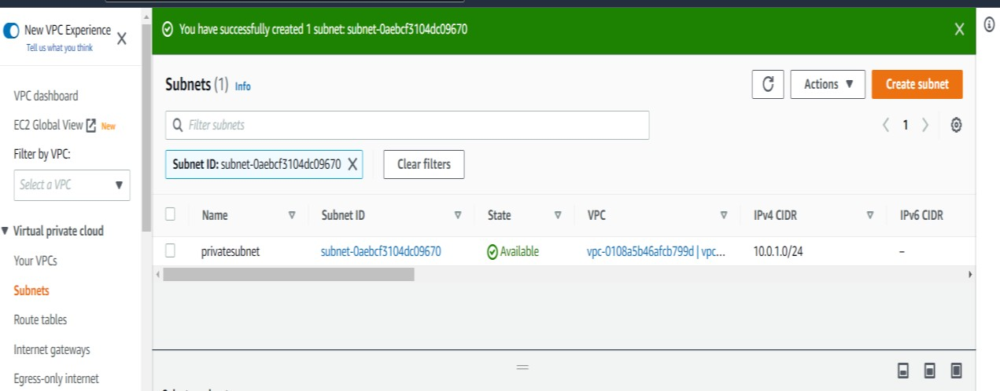 New VPC Experience
Tell us what you think
VPC dashboard
EC2 Global View New
Filter by VPC:
Select a VPC
Virtual private cloud
Your VPCs
Subnets
Route tables
Internet gateways
Egress-only internet
You have successfully created 1 subnet: subnet-0aebcf3104dc09670
Subnets (1) Info
Actions
Create subnet
Filter subnets
1
Subnet ID: subnet-0aebcf3104dc09670
Clear filters
Name Subnet ID State VPC IPv4 CIDR IPv6 CIDR
privatesubnet subnet-0aebcf3104dc09670 Available vpc-0108a5b46afcb799d | vpc... 10.0.1.0/24 –